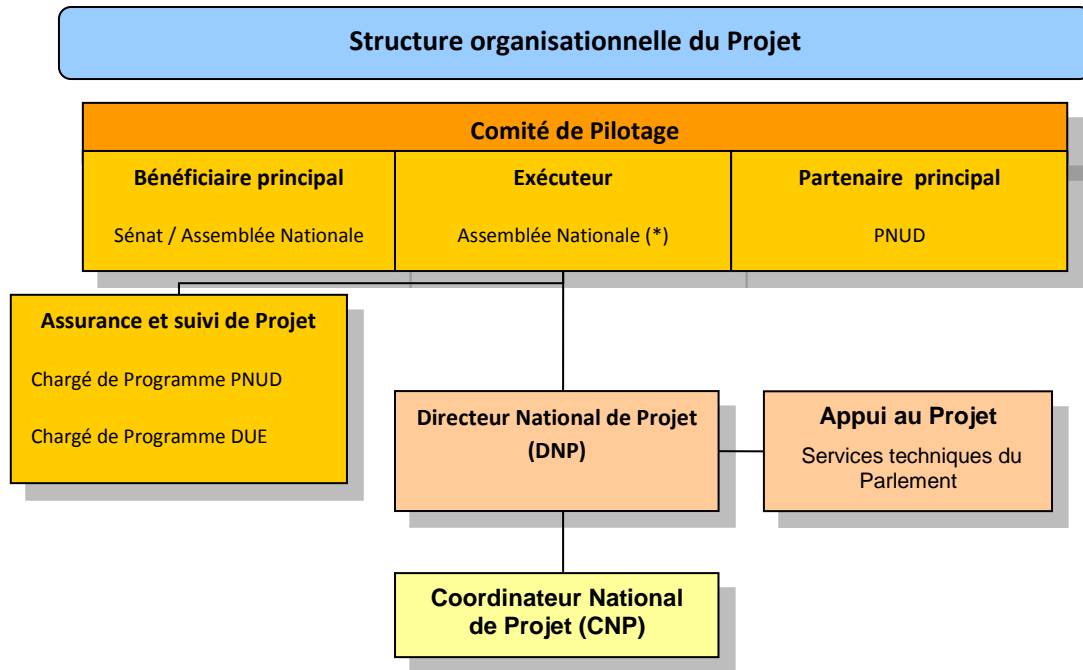 Structure organisationnelle du Projet
Comité de Pilotage
Bénéficiaire principal
Sénat / Assemblée Nationale
Exécuteur
Assemblée Nationale (*)
Partenaire principal
PNUD
Assurance et suivi de Projet
Chargé de Programme PNUD
Chargé de Programme DUE
Directeur National de Projet
(DNP)
Appui au Projet
Services techniques du
Parlement
Coordinateur National
de Projet (CNP)